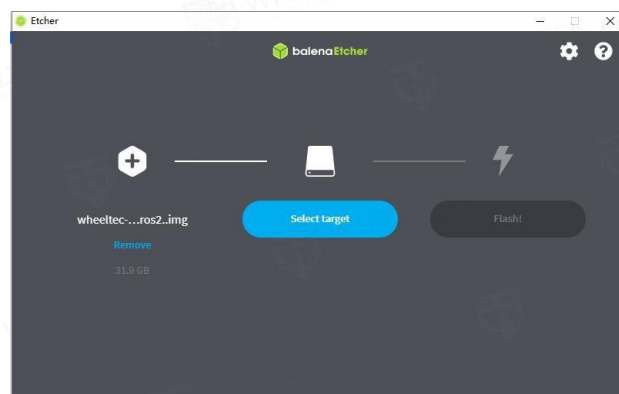 Etcher
balenaEtcher
wheeltec-...ros2..img
Select target
Flash!
Remove
31.9 GB